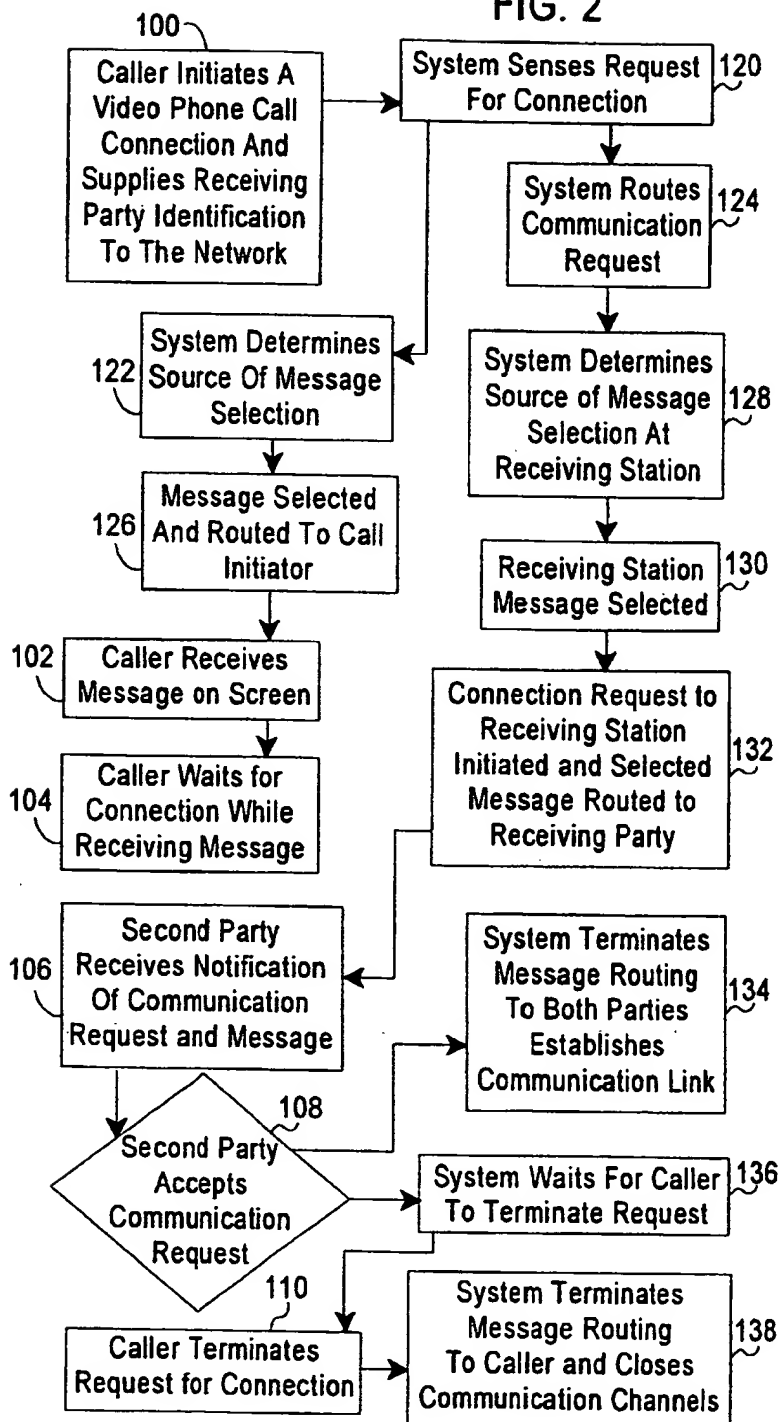 FIG. 2
100
Caller Initiates A
Video Phone Call
Connection And
Supplies Receiving
Party Identification
To The Network
System Senses Request
For Connection
120
System Routes
Communication
Request
124
System Determines
Source Of Message
Selection
122
System Determines
Source of Message
Selection At
Receiving Station
128
Message Selected
And Routed To Call
Initiator
126
Receiving Station
Message Selected
130
Caller Receives
Message on Screen
102
Connection Request to
Receiving Station
Initiated and Selected
Message Routed to
Receiving Party
132
Caller Waits for
Connection While
Receiving Message
104
Second Party
Receives Notification
Of Communication
Request and Message
106
System Terminates
Message Routing
To Both Parties
Establishes
Communication Link
134
108
Second Party
Accepts
Communication
Request
System Waits For Caller
To Terminate Request
136
110
Caller Terminates
Request for Connection
System Terminates
Message Routing
To Caller and Closes
Communication Channels
138